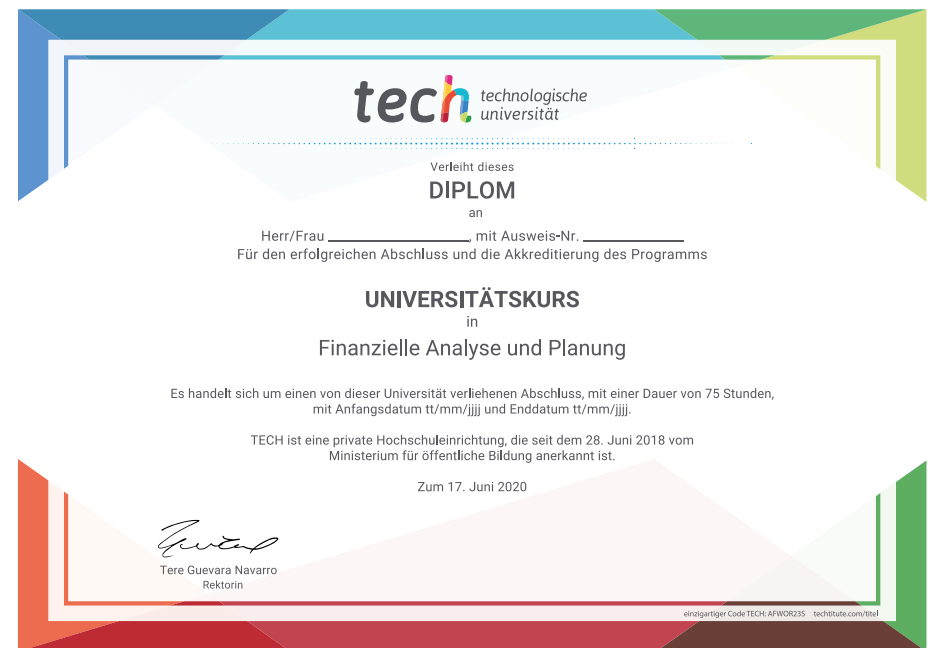 tech technologische
universität
Verleiht dieses
DIPLOM
an
Herr/Frau ____________________, mit Ausweis-Nr. ______________
Für den erfolgreichen Abschluss und die Akkreditierung des Programms
UNIVERSITÄTSKURS
in
Finanzielle Analyse und Planung
Es handelt sich um einen von dieser Universität verliehenen Abschluss, mit einer Dauer von 75 Stunden,
mit Anfangsdatum tt/mm/jjjj und Enddatum tt/mm/jjjj.
TECH ist eine private Hochschuleinrichtung, die seit dem 28. Juni 2018 vom
Ministerium für öffentliche Bildung anerkannt ist.
Zum 17. Juni 2020
Tere Guevara Navarro
Rektorin
einzigartiger Code TECH: AFWOR23S techtitute.com/titel